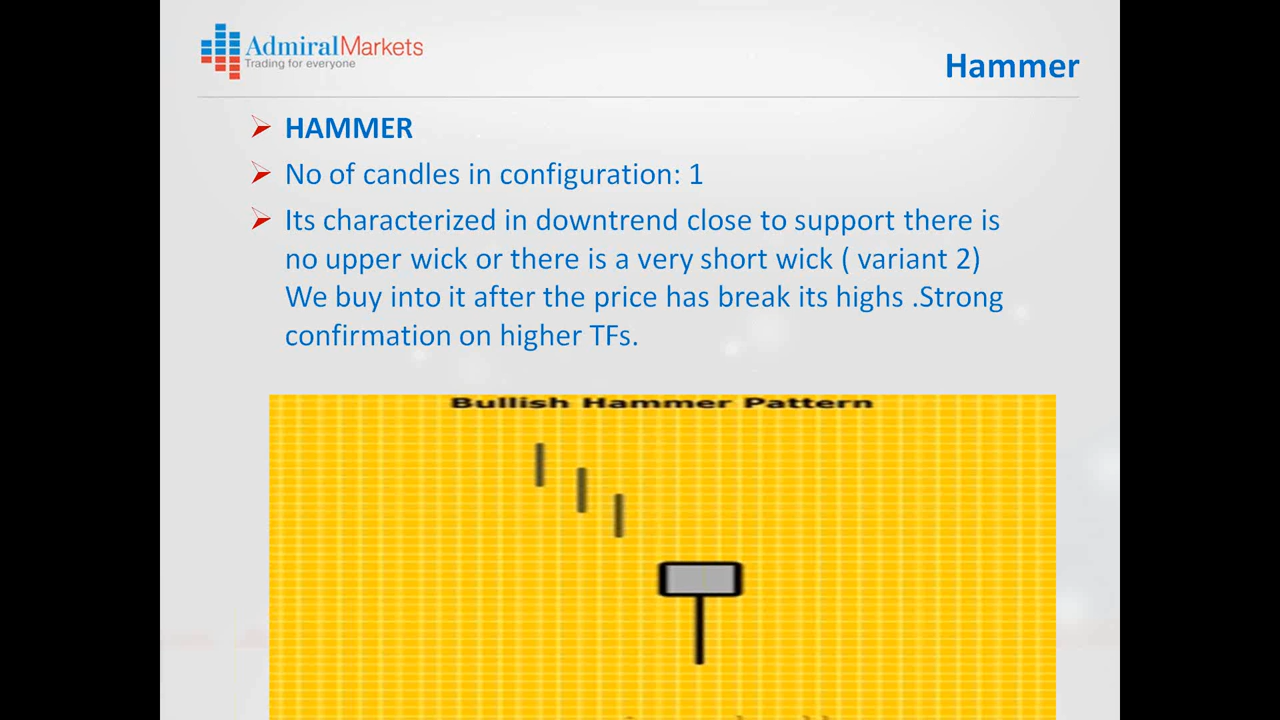 AdmiralMarkets
Trading for everyone
Hammer
HAMMER
No of candles in configuration: 1
Its characterized in downtrend close to support there is
no upper wick or there is a very short wick ( variant 2)
We buy into it after the price has break its highs .Strong
confirmation on higher TFs.
Bullish Hammer Pattern